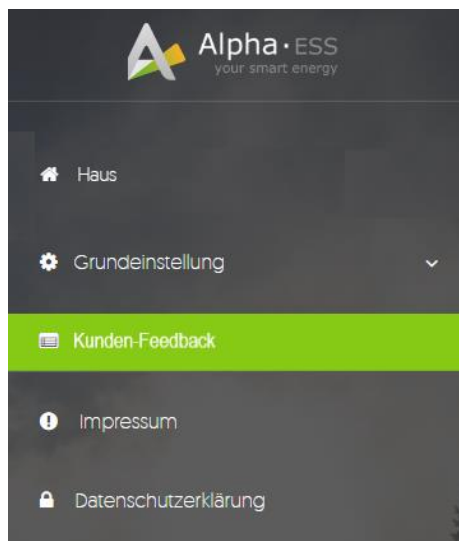 Alpha·ESS
your smart energy
Haus
Grundeinstellung
Kunden-Feedback
Impressum
Datenschutzerklärung